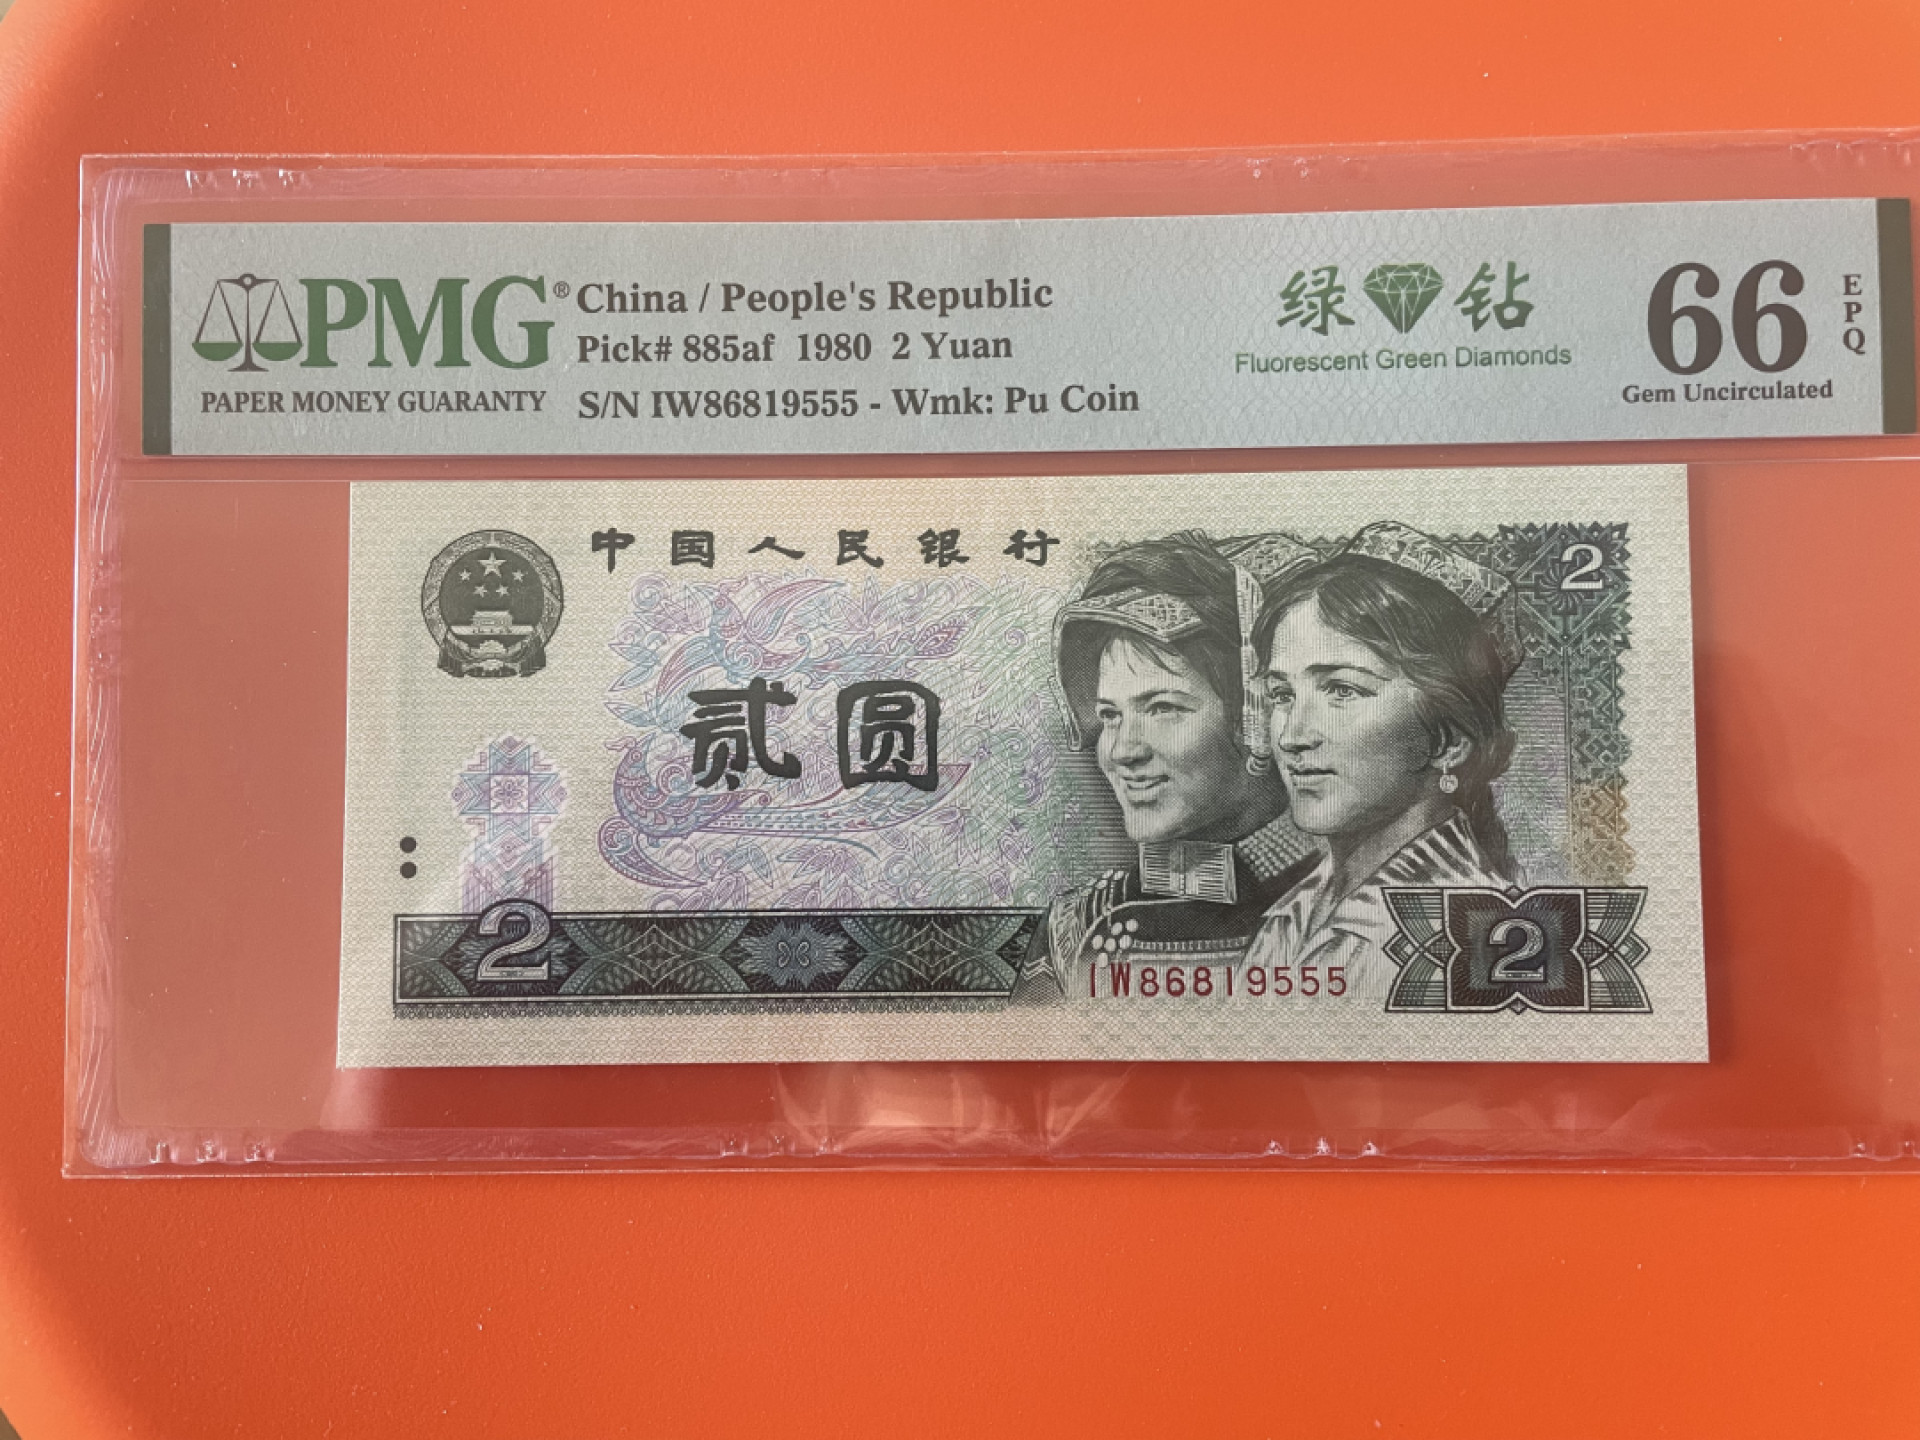 PMG® China / People's Republic
Pick# 885af 1980 2 Yuan
PAPER MONEY GUARANTY
S/N IW86819555 - Wmk: Pu Coin
绿钻
Fluorescent Green Diamonds
66
EPQ
Gem Uncirculated
中国人民银行
2
贰圆
2
IW86819555
2